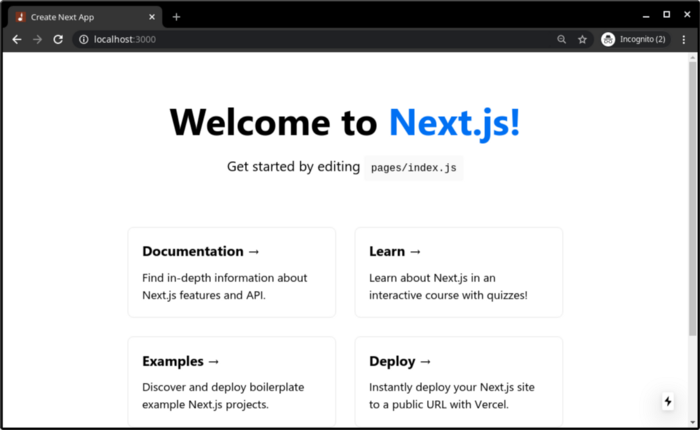 Create Next App
localhost:3000
Incognito (2)
Welcome to Next.js!
Get started by editing pages/index.js
Documentation →
Find in-depth information about
Next.js features and API.
Learn →
Learn about Next.js in an
interactive course with quizzes!
Examples →
Discover and deploy boilerplate
example Next.js projects.
Deploy →
Instantly deploy your Next.js site
to a public URL with Vercel.